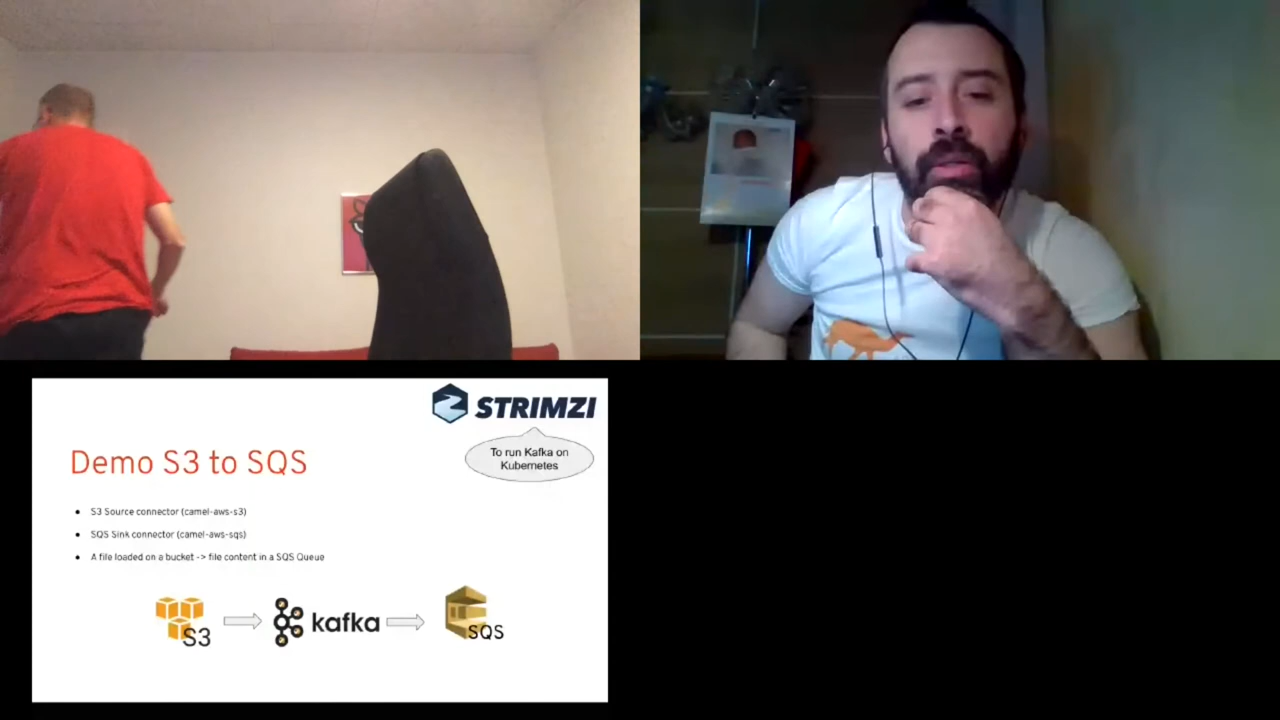 STRIMZI
To run Kafka on
Kubernetes
Demo S3 to SQS
● S3 Source connector (camel-aws-s3)
● SQS Sink connector (camel-aws-sqs)
● A file loaded on a bucket -> file content in a SQS Queue
S3
kafka
SQS